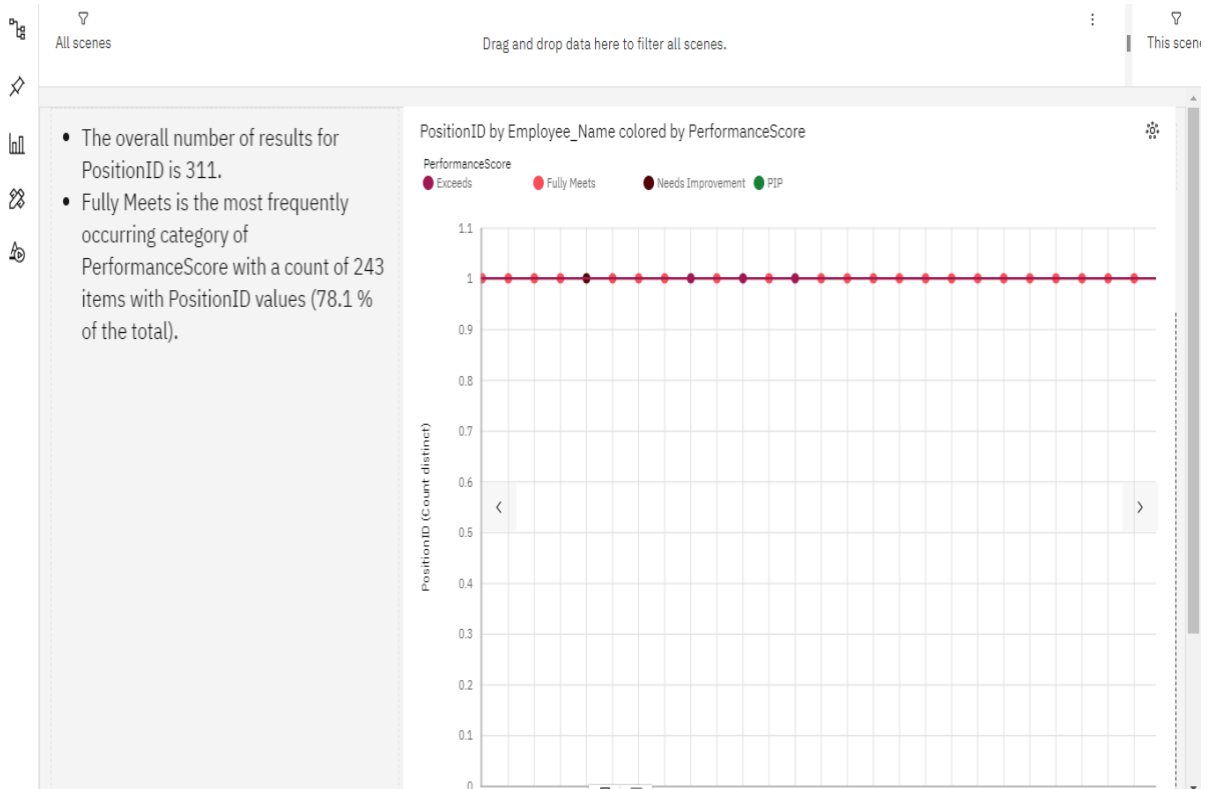 All scenes
Drag and drop data here to filter all scenes.
This scen
• The overall number of results for
PositionID is 311.
• Fully Meets is the most frequently
occurring category of
PerformanceScore with a count of 243
items with PositionID values (78.1 %
of the total).
PositionID by Employee_Name colored by PerformanceScore
PerformanceScore
Exceeds Fully Meets Needs Improvement PIP
PositionID (Count distinct)
1.1
1
0.9
0.8
0.7
0.6
0.5
0.4
0.3
0.2
0.1
0